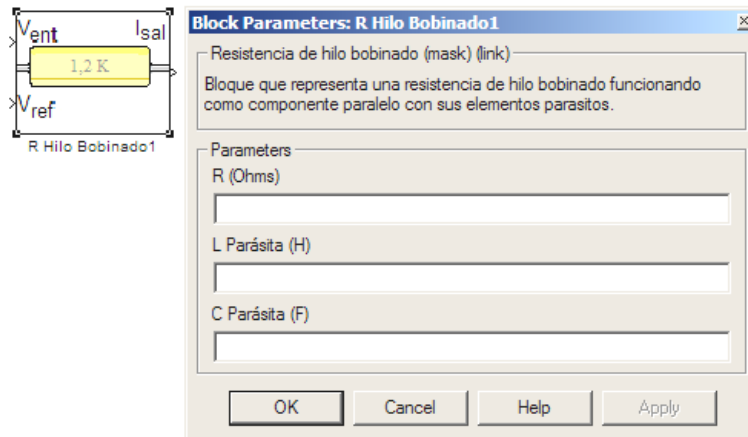 Vent Isal
1,2 K
Vref
R Hilo Bobinado1
Block Parameters: R Hilo Bobinado1
Resistencia de hilo bobinado (mask) (link)
Bloque que representa una resistencia de hilo bobinado funcionando
como componente paralelo con sus elementos parasitos.
Parameters
R (Ohms)
L Parásita (H)
C Parásita (F)
OK Cancel Help Apply